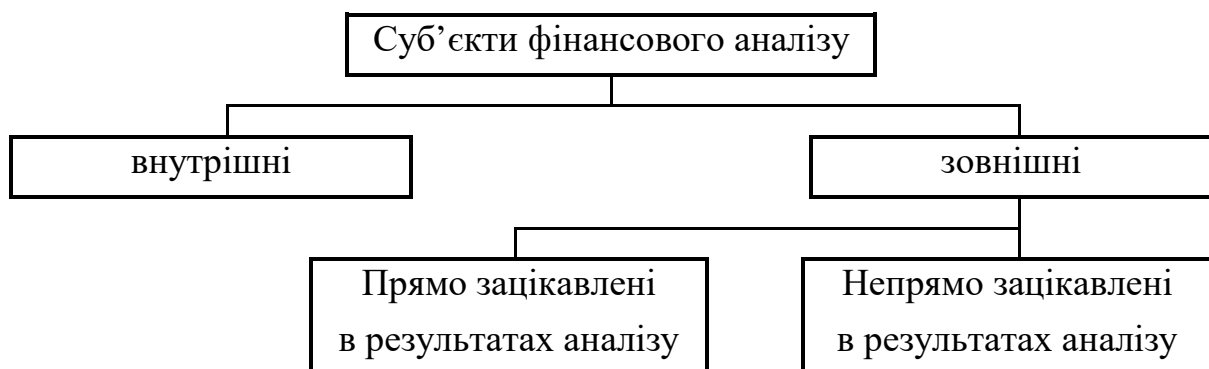 Суб’єкти фінансового аналізу
внутрішні
зовнішні
Прямо зацікавлені
в результатах аналізу
Непрямо зацікавлені
в результатах аналізу